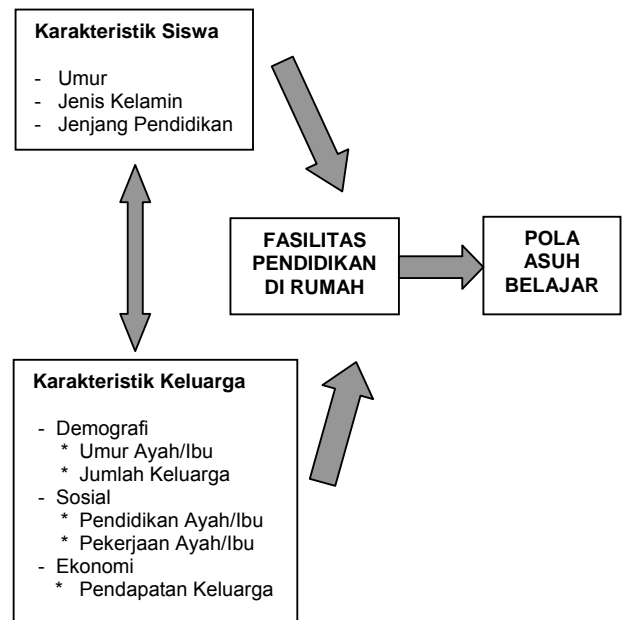 Karakteristik Siswa
- Umur
- Jenis Kelamin
- Jenjang Pendidikan
FASILITAS
PENDIDIKAN
DI RUMAH
POLA
ASUH
BELAJAR
Karakteristik Keluarga
- Demografi
* Umur Ayah/Ibu
* Jumlah Keluarga
- Sosial
* Pendidikan Ayah/Ibu
* Pekerjaan Ayah/Ibu
- Ekonomi
* Pendapatan Keluarga